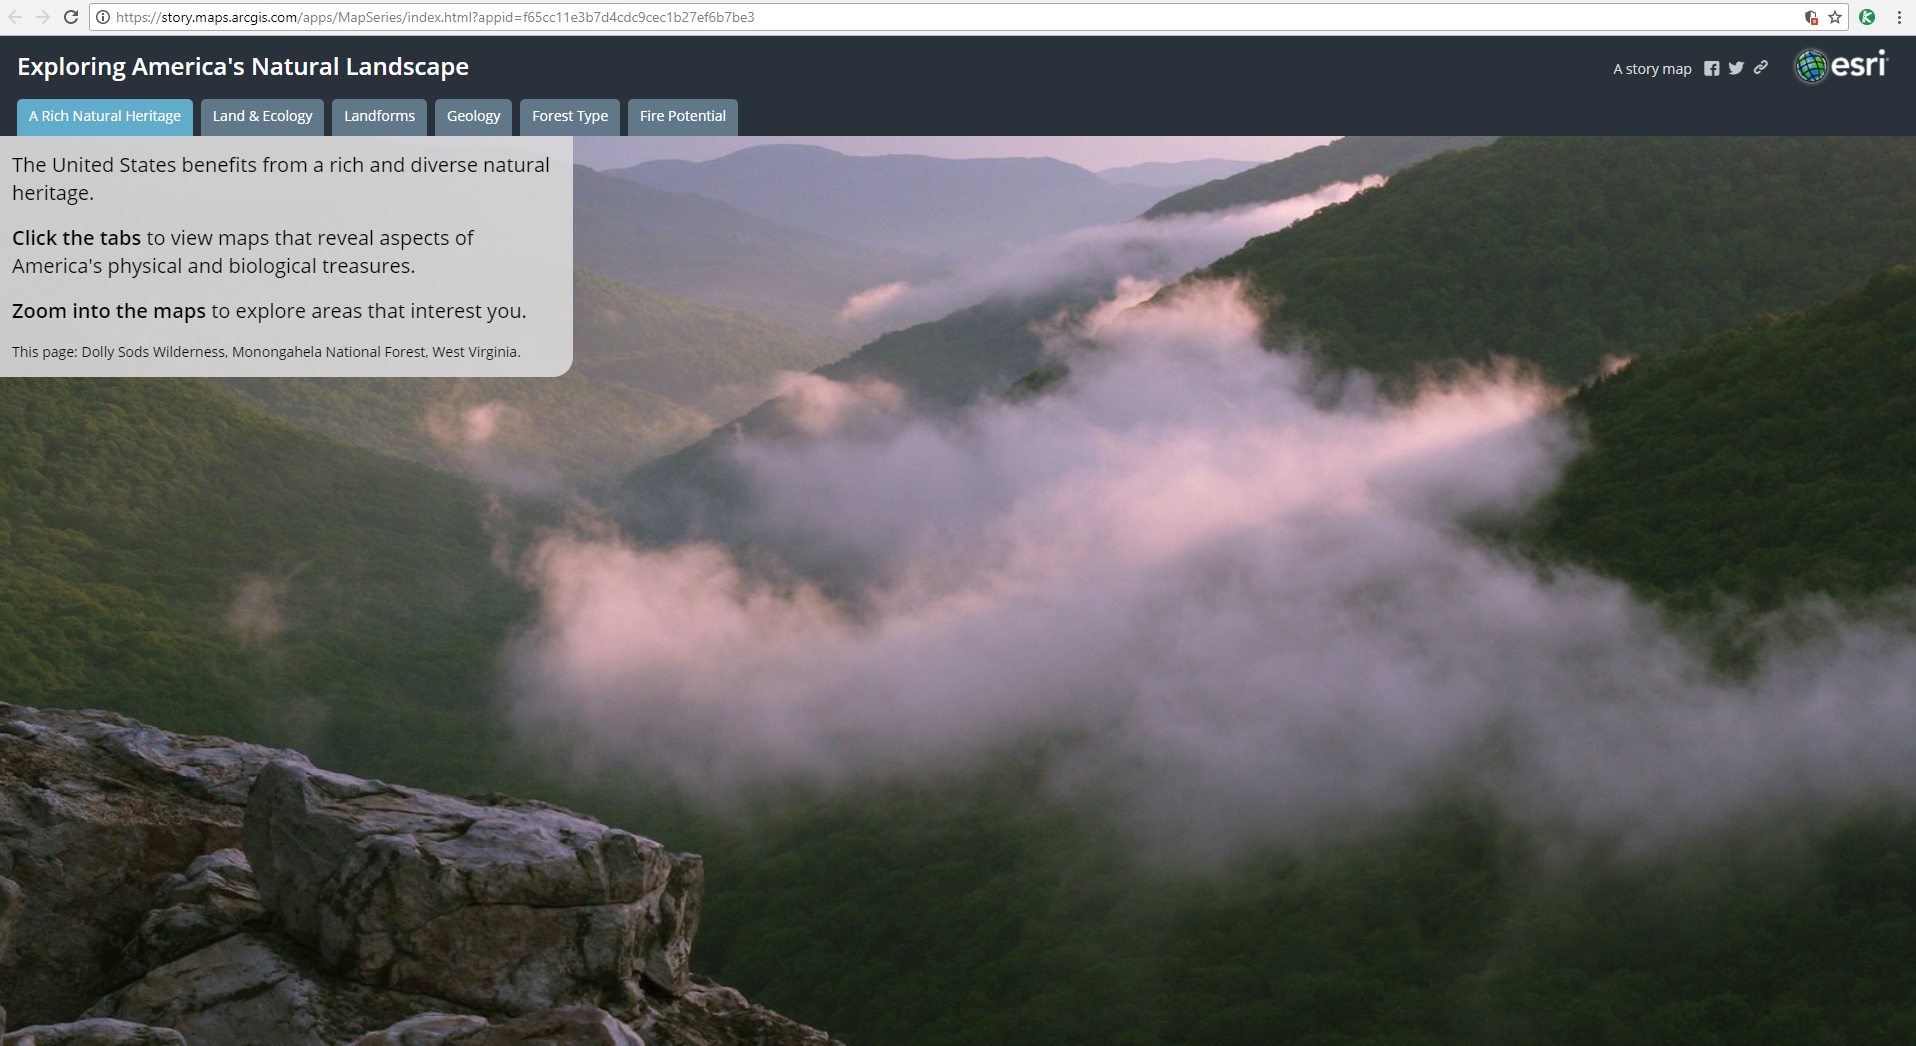 https://story.maps.arcgis.com/apps/MapSeries/index.html?appid=f65cc11e3b7d4cdc9cec1b27ef6b7be3
Exploring America's Natural Landscape
A story map
esri
A Rich Natural Heritage
Land & Ecology
Landforms
Geology
Forest Type
Fire Potential
The United States benefits from a rich and diverse natural
heritage.
Click the tabs to view maps that reveal aspects of
America's physical and biological treasures.
Zoom into the maps to explore areas that interest you.
This page: Dolly Sods Wilderness, Monongahela National Forest, West Virginia.